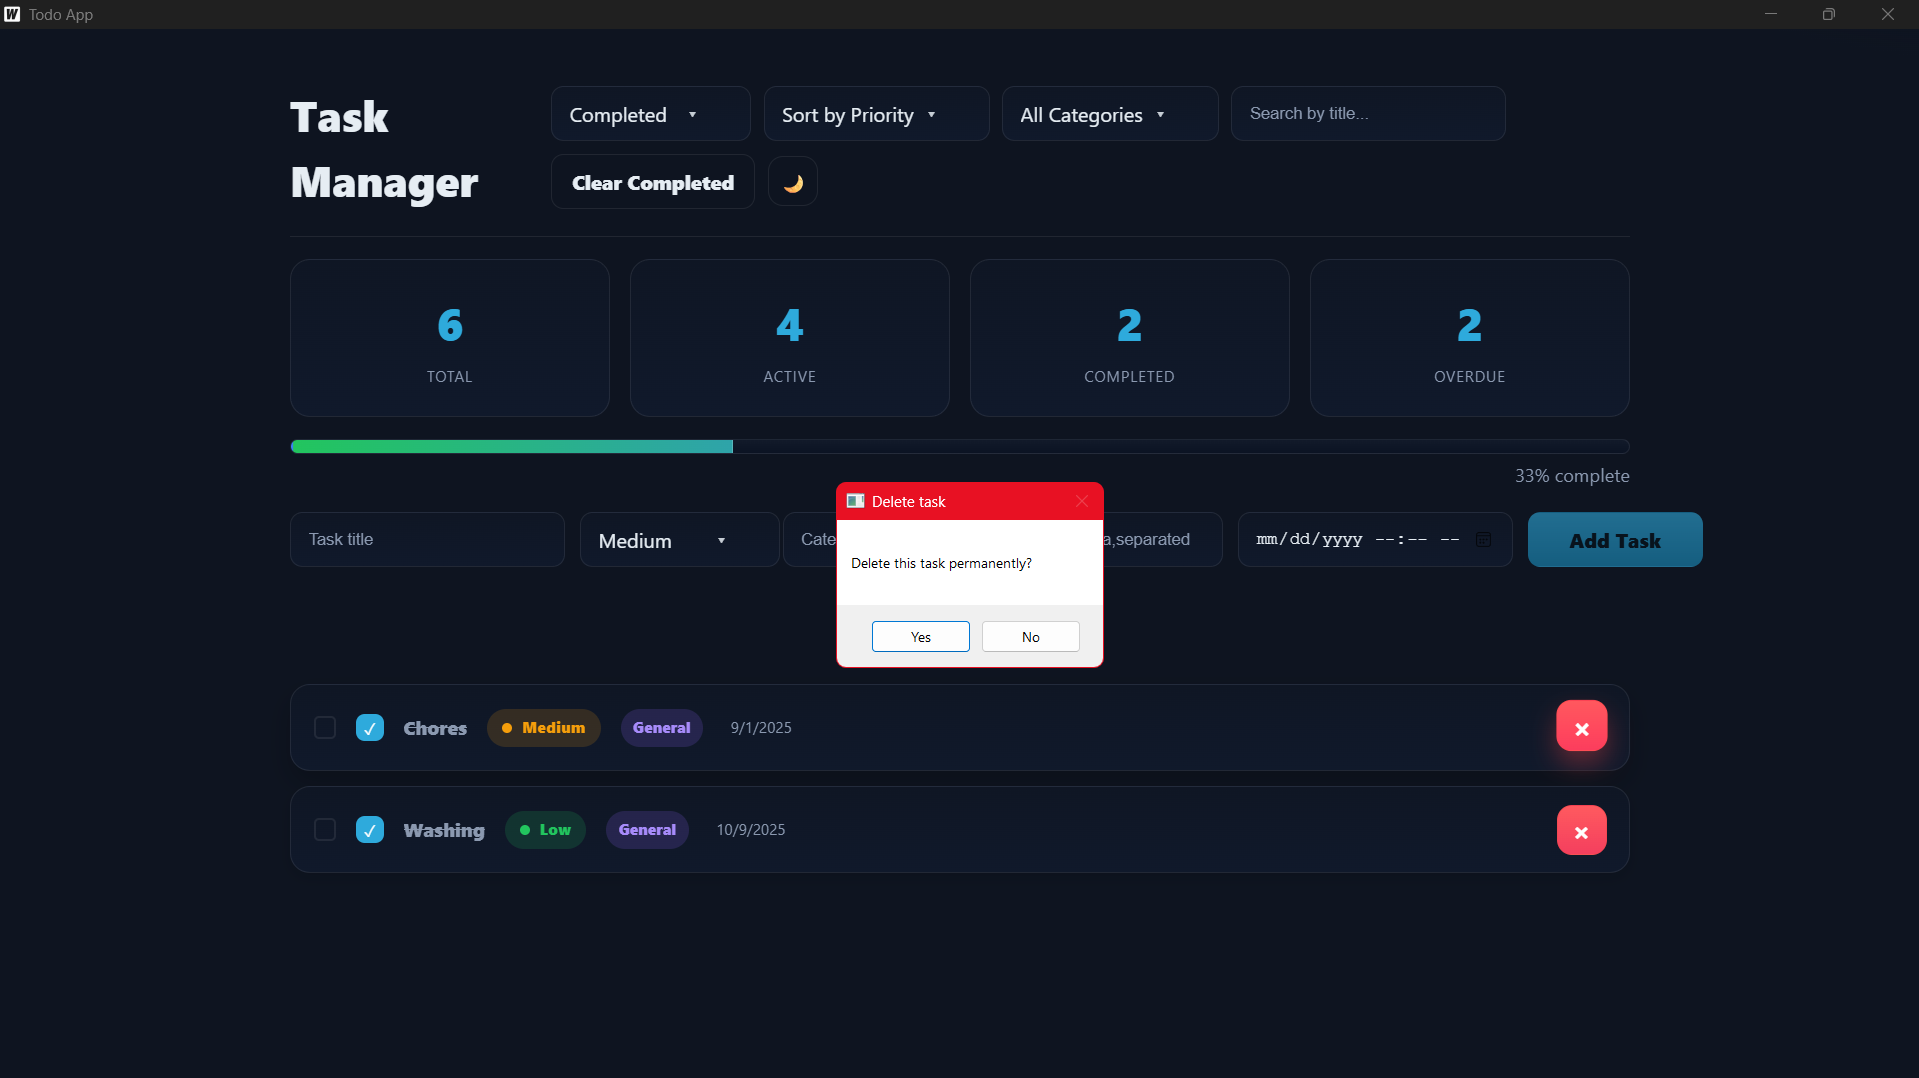 Todo App
Task
Manager
Completed
Sort by Priority
All Categories
Search by title...
Clear Completed
6
TOTAL
4
ACTIVE
2
COMPLETED
2
OVERDUE
33% complete
Task title
Medium
Cate
a,separated
mm/dd/yyyy --:-- --
Add Task
Delete task
Delete this task permanently?
Yes
No
Chores
Medium
General
9/1/2025
Washing
Low
General
10/9/2025